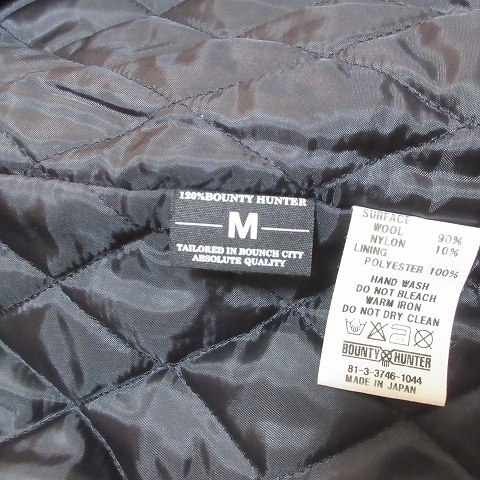 120%BOUNTY HUNTER
M
TAILORED IN BOUNCH CITY
ABSOLUTE QUALITY
SURFACE
WOOL 90%
NYLON 10%
LINING
POLYESTER 100%
HAND WASH
DO NOT BLEACH
WARM IRON
DO NOT DRY CLEAN
BOUNTY HUNTER
81-3-3746-1044
MADE IN JAPAN